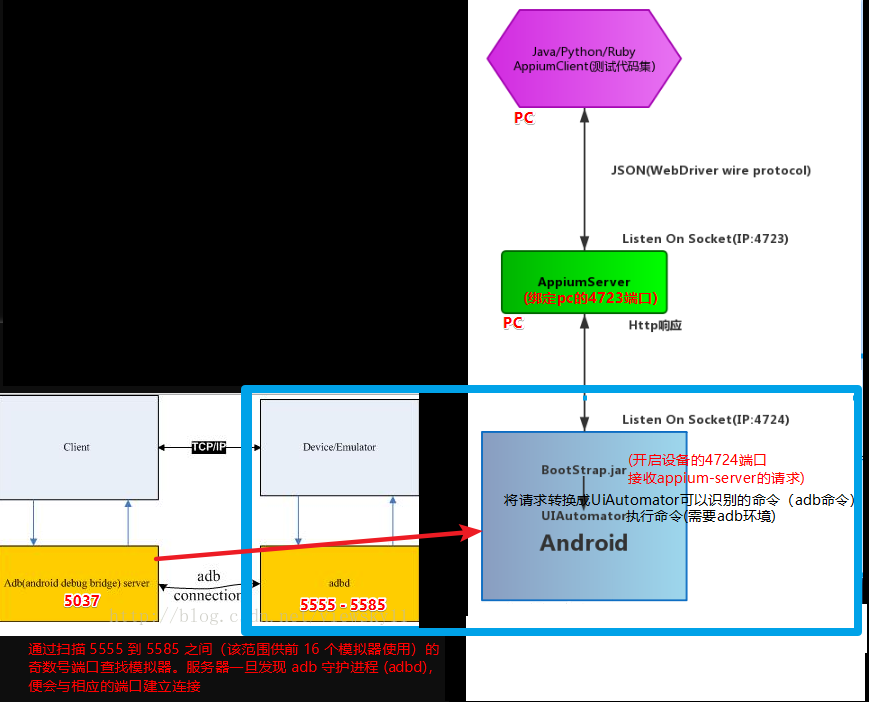 Java/Python/Ruby
AppiumClient(测试代码集)
PC
JSON(WebDriver wire protocol)
Listen On Socket(IP:4723)
AppiumServer
(绑定pc的4723端口)
PC
Http响应
Listen On Socket(IP:4724)
Client
TCP/IP
Device/Emulator
BootStrap.jar
(开启设备的4724端口
接收appium-server的请求)
将请求转换成UiAutomator可以识别的命令（adb命令)
UIAutomator
执行命令(需要adb环境)
Android
Adb(android debug bridge) server
5037
adb
connection
adbd
5555 - 5585
通过扫描 5555 到 5585 之间（该范围供前 16 个模拟器使用）的
奇数号端口查找模拟器。服务器一旦发现 adb 守护进程 (adbd)，
便会与相应的端口建立连接